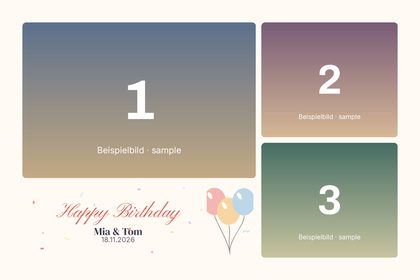 1
Beispielbild · sample
2
Beispielbild · sample
3
Beispielbild · sample
Happy Birthday
Mia & Tom
18.11.2026